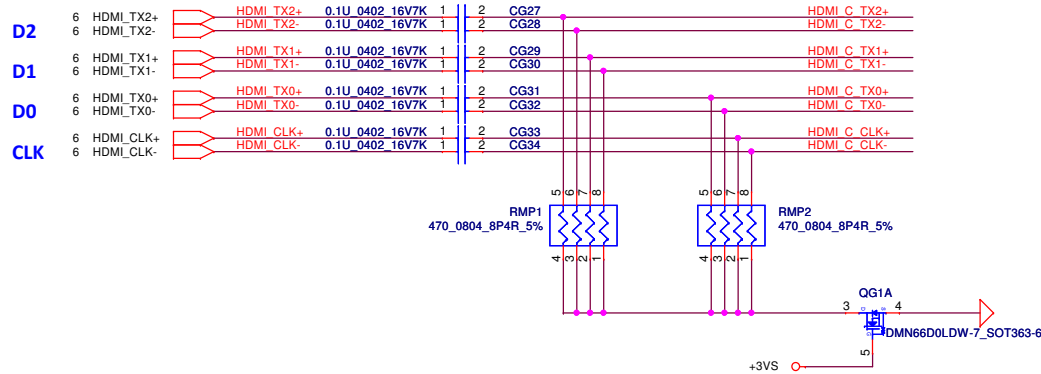 D2 6 HDMI_TX2+ HDMI_TX2+ 0.1U_0402_16V7K 1 2 CG27 HDMI_C_TX2+
6 HDMI_TX2- HDMI_TX2- 0.1U_0402_16V7K 1 2 CG28 HDMI_C_TX2-
D1 6 HDMI_TX1+ HDMI_TX1+ 0.1U_0402_16V7K 1 2 CG29 HDMI_C_TX1+
6 HDMI_TX1- HDMI_TX1- 0.1U_0402_16V7K 1 2 CG30 HDMI_C_TX1-
D0 6 HDMI_TX0+ HDMI_TX0+ 0.1U_0402_16V7K 1 2 CG31 HDMI_C_TX0+
6 HDMI_TX0- HDMI_TX0- 0.1U_0402_16V7K 1 2 CG32 HDMI_C_TX0-
CLK 6 HDMI_CLK+ HDMI_CLK+ 0.1U_0402_16V7K 1 2 CG33 HDMI_C_CLK+
6 HDMI_CLK- HDMI_CLK- 0.1U_0402_16V7K 1 2 CG34 HDMI_C_CLK-
5 6 7 8 5 6 7 8
RMP1 RMP2
470_0804_8P4R_5% 470_0804_8P4R_5%
4 3 2 1 4 3 2 1
QG1A
3 4
DMN66D0LDW-7_SOT363-6
5
+3VS